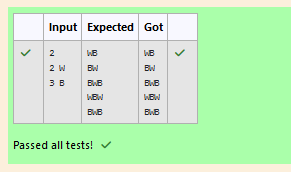 Input Expected Got
2 WB WB
2 W BW BW
3 B BWB BWB
WBW WBW
BWB BWB
Passed all tests!